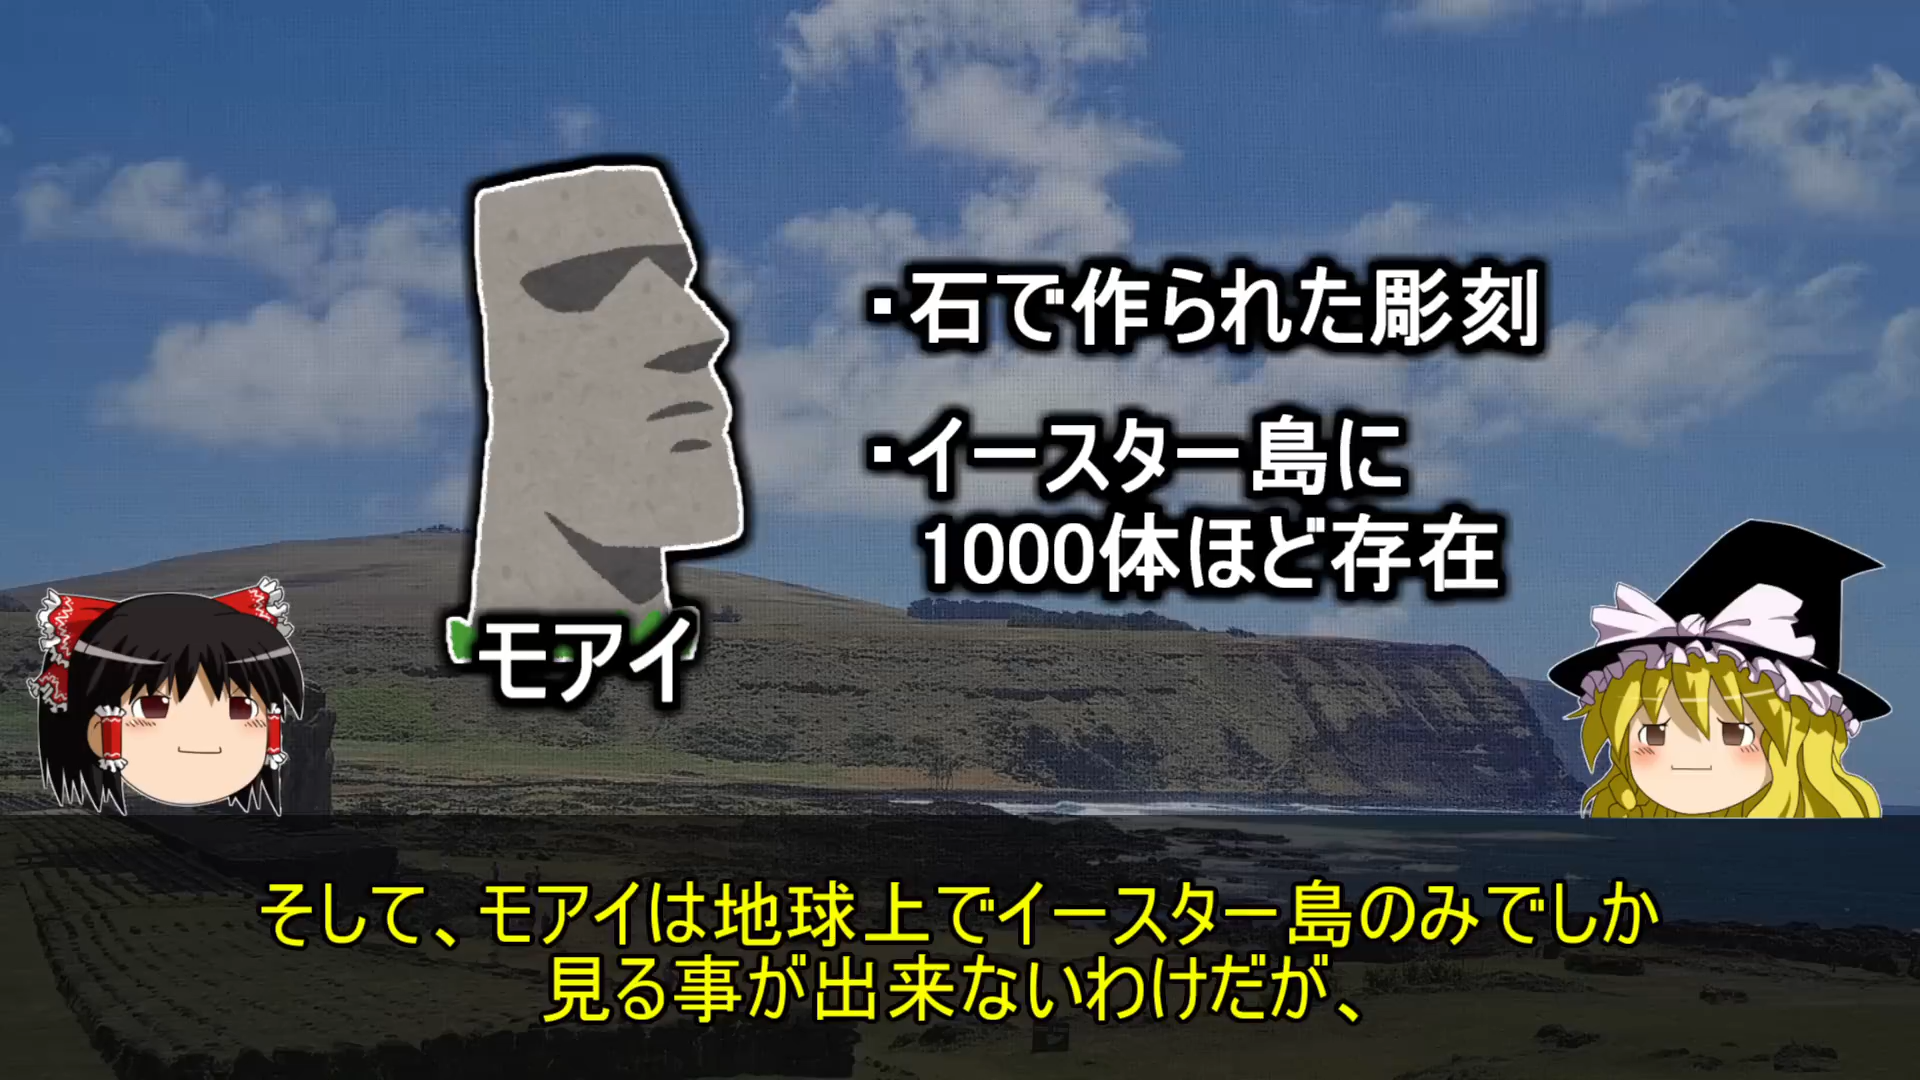 ・石で作られた彫刻
・イースター島に
1000体ほど存在
モアイ
そして、モアイは地球上でイースター島のみでしか
見る事が出来ないわけだが、